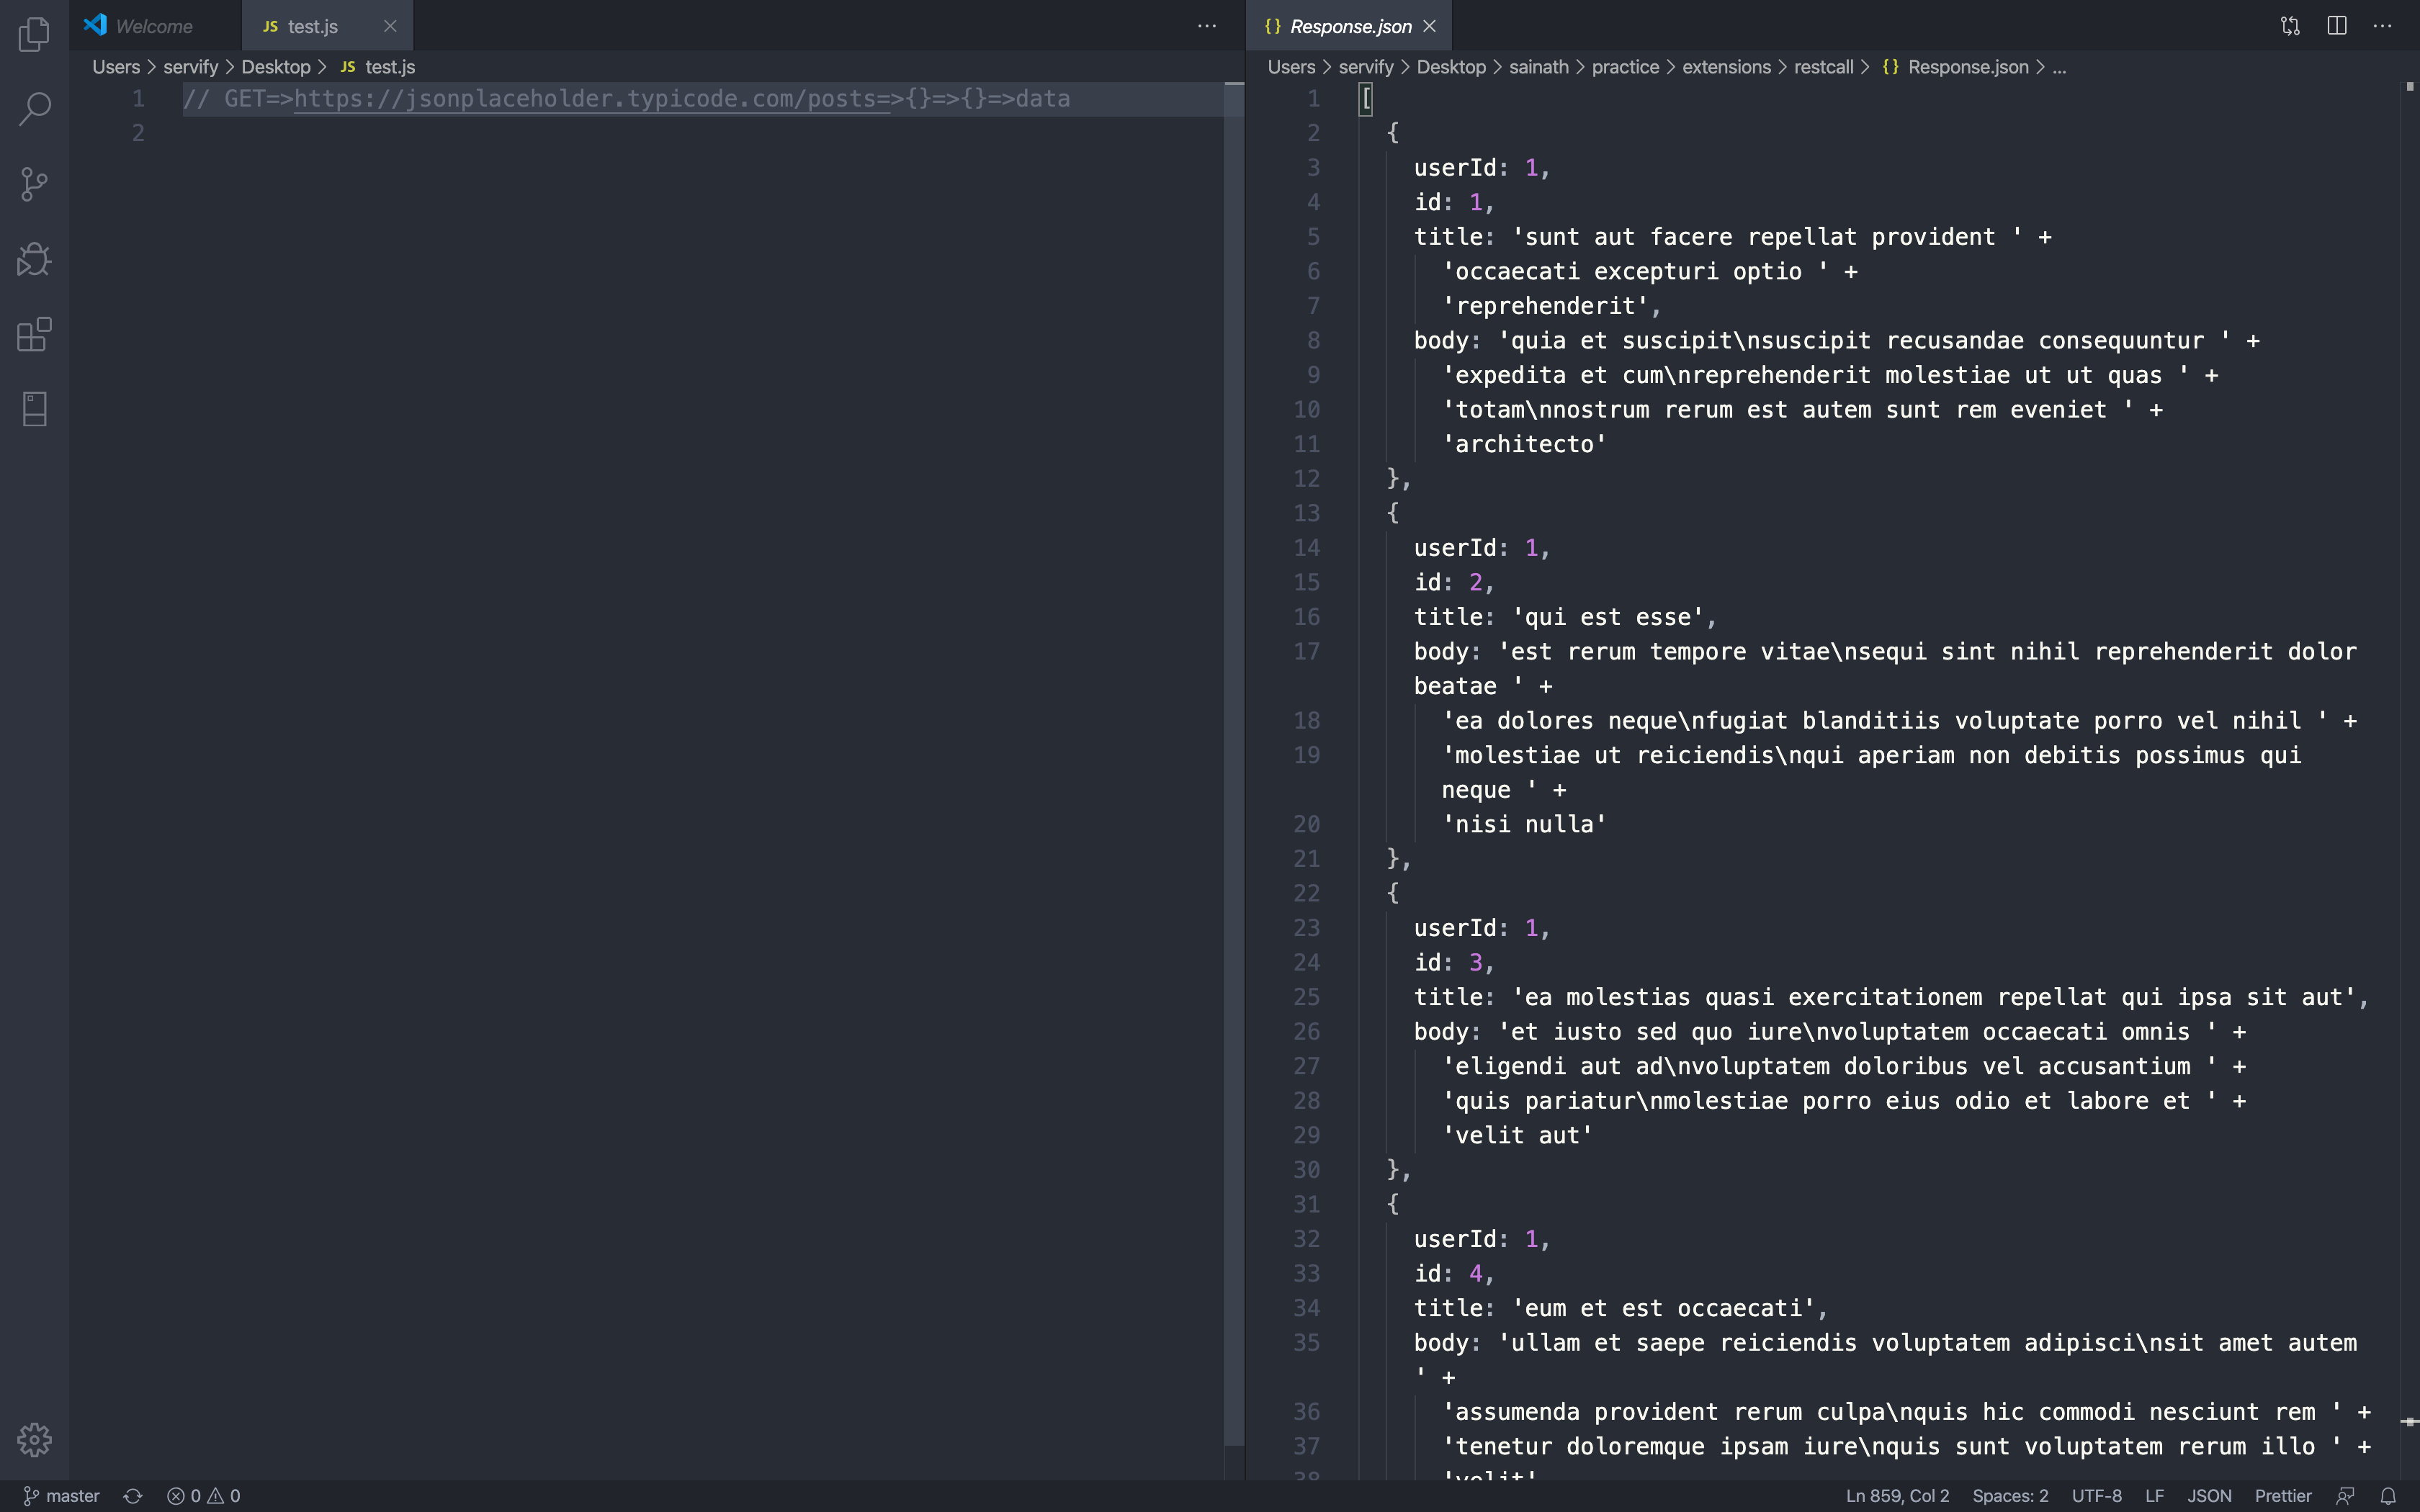 Welcome
JS test.js
{} Response.json
Users > servify > Desktop > JS test.js
1 // GET=>https://jsonplaceholder.typicode.com/posts=>{}=>{}=>data
2
Users > servify > Desktop > sainath > practice > extensions > restcall > {} Response.json > ...
1 [
2 {
3 userId: 1,
4 id: 1,
5 title: 'sunt aut facere repellat provident ' +
6 'occaecati excepturi optio ' +
7 'reprehenderit',
8 body: 'quia et suscipit\nsuscipit recusandae consequuntur ' +
9 'expedita et cum\nreprehenderit molestiae ut ut quas ' +
10 'totam\nnostrum rerum est autem sunt rem eveniet ' +
11 'architecto'
12 },
13 {
14 userId: 1,
15 id: 2,
16 title: 'qui est esse',
17 body: 'est rerum tempore vitae\nsequi sint nihil reprehenderit dolor
beatae ' +
18 'ea dolores neque\nfugiat blanditiis voluptate porro vel nihil ' +
19 'molestiae ut reiciendis\nqui aperiam non debitis possimus qui
neque ' +
20 'nisi nulla'
21 },
22 {
23 userId: 1,
24 id: 3,
25 title: 'ea molestias quasi exercitationem repellat qui ipsa sit aut',
26 body: 'et iusto sed quo iure\nvoluptatem occaecati omnis ' +
27 'eligendi aut ad\nvoluptatem doloribus vel accusantium ' +
28 'quis pariatur\nmolestiae porro eius odio et labore et ' +
29 'velit aut'
30 },
31 {
32 userId: 1,
33 id: 4,
34 title: 'eum et est occaecati',
35 body: 'ullam et saepe reiciendis voluptatem adipisci\nsit amet autem
' +
36 'assumenda provident rerum culpa\nquis hic commodi nesciunt rem ' +
37 'tenetur doloremque ipsam iure\nquis sunt voluptatem rerum illo ' +
38 'velit'
master 0 0
Ln 859, Col 2 Spaces: 2 UTF-8 LF JSON Prettier